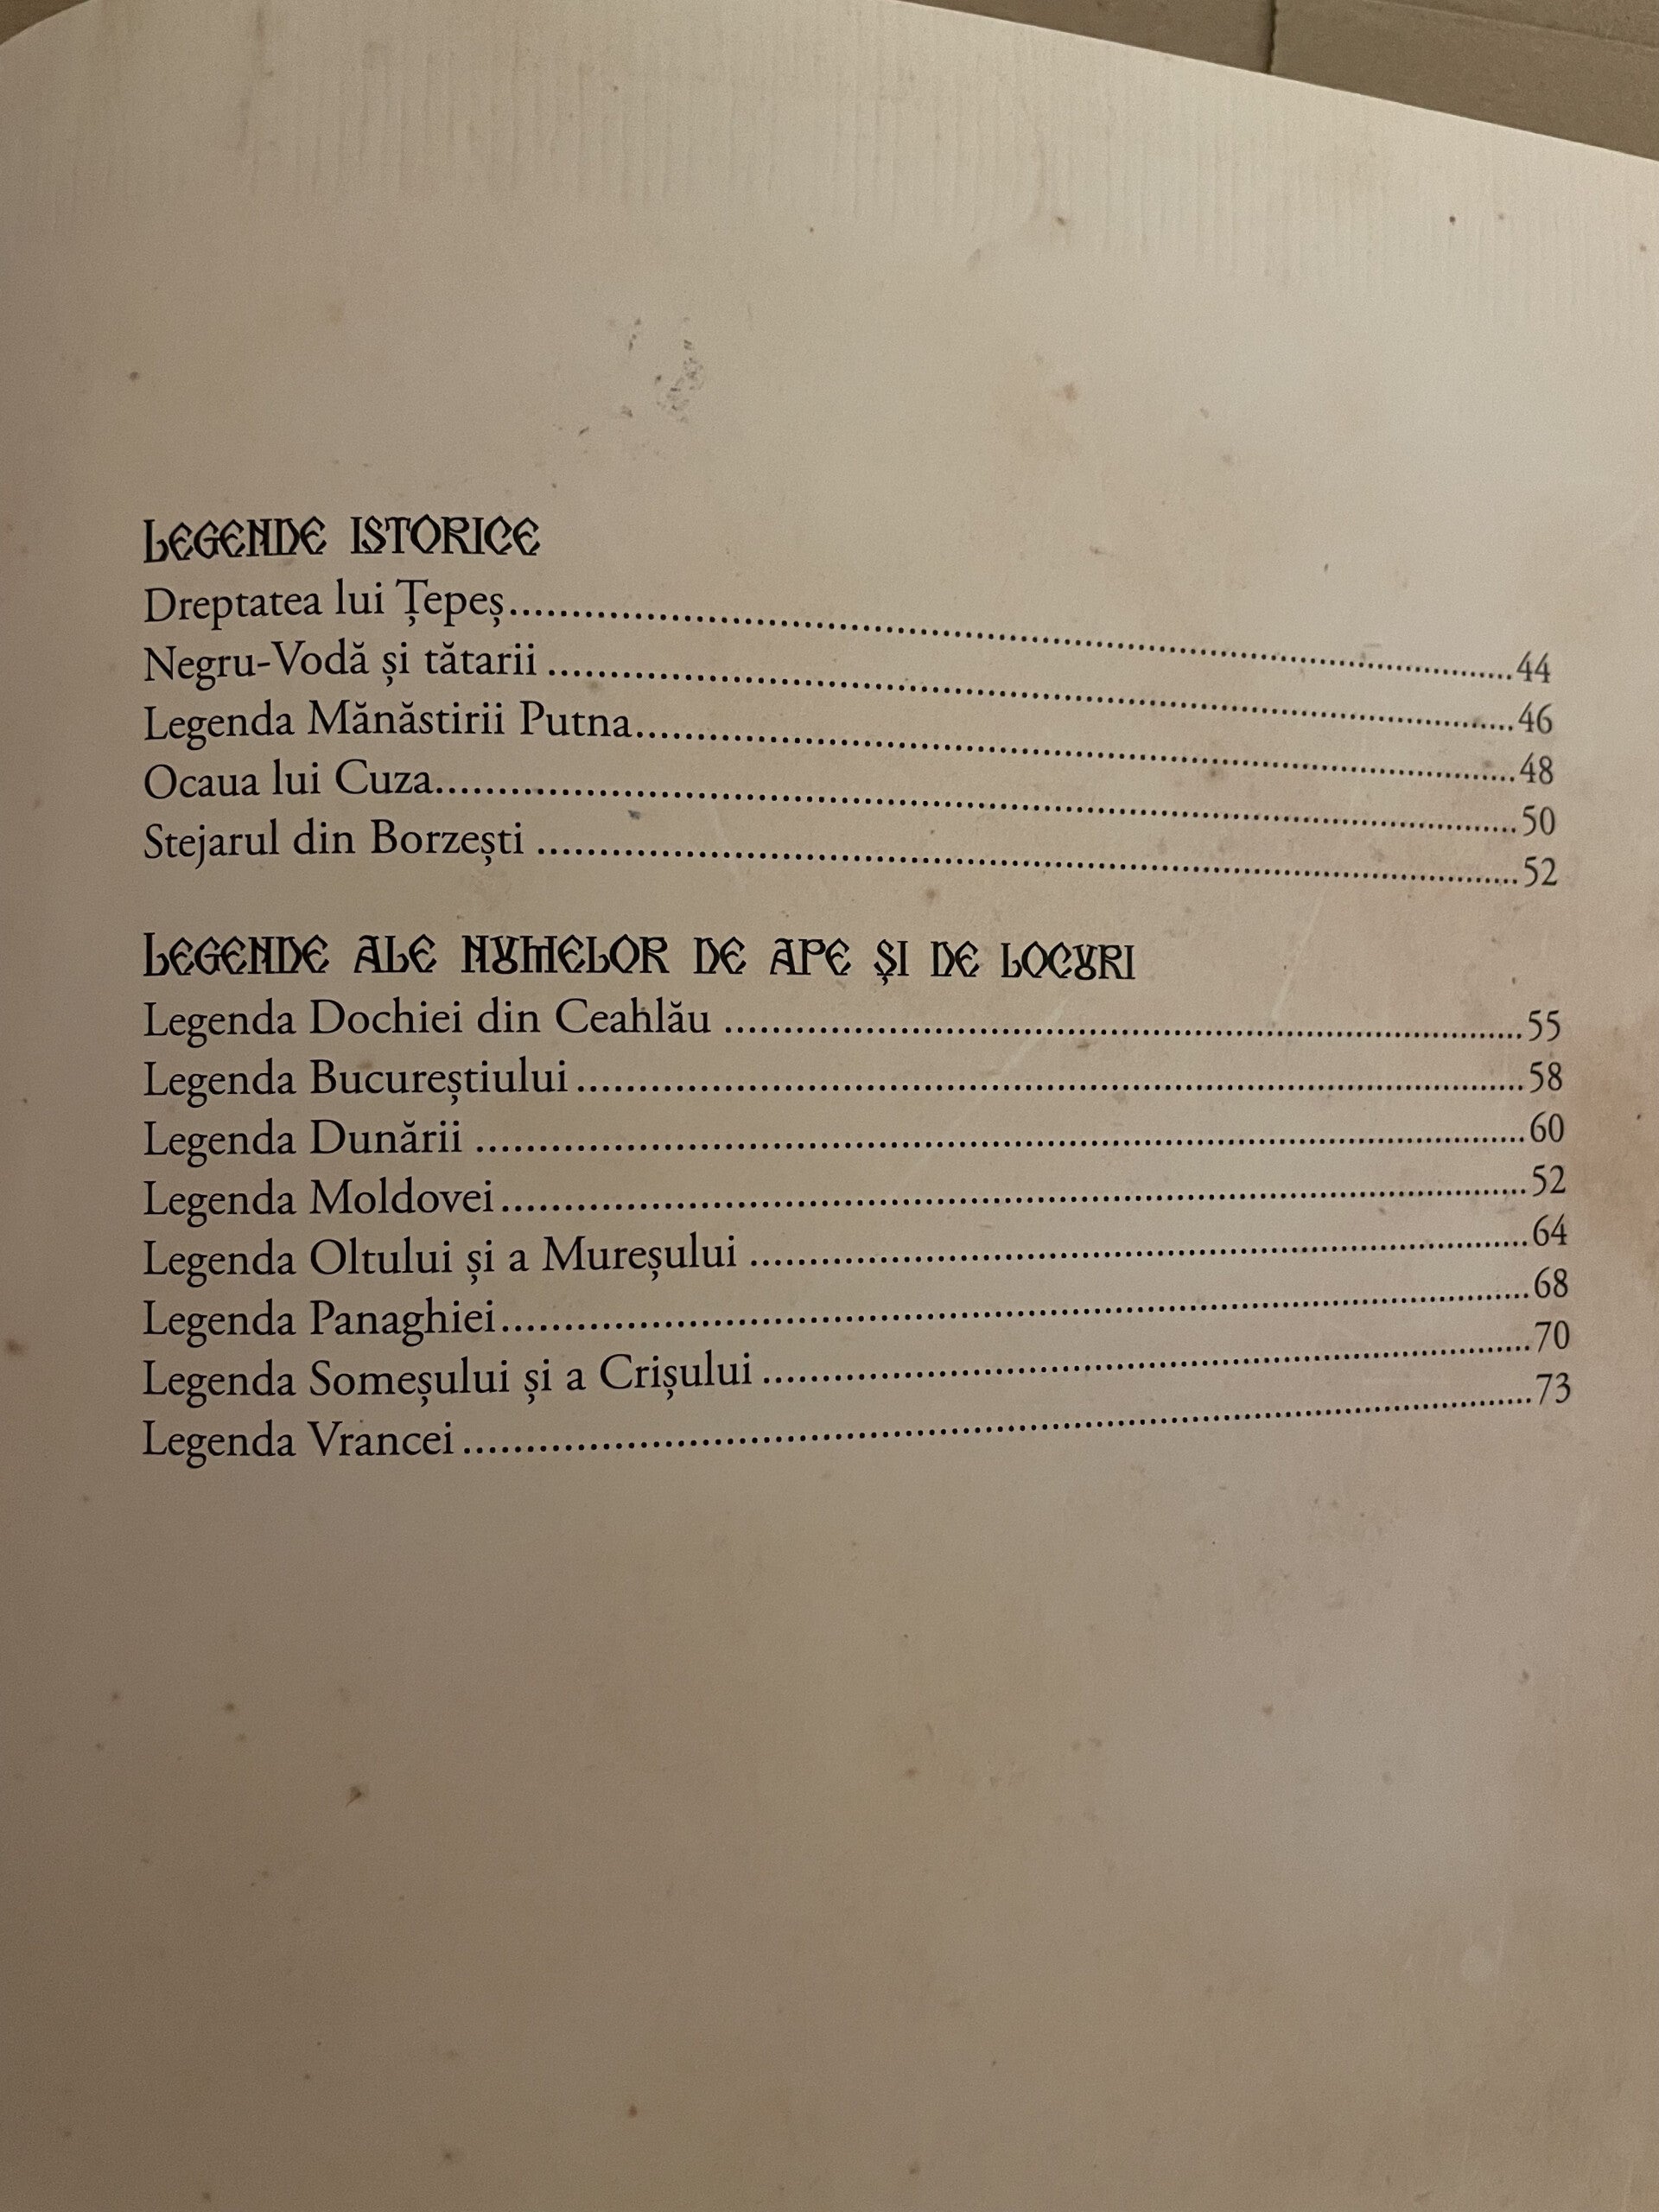 LEGENDE ISTORICE
Dreptatea lui Țepeș....................44
Negru-Vodă și tătarii ....................46
Legenda Mănăstirii Putna....................48
Ocaua lui Cuza....................50
Stejarul din Borzești ....................52
LEGENDE ALE NUMELOR DE APE ȘI DE LOCURI
Legenda Dochiei din Ceahlău ....................55
Legenda Bucureștiului....................58
Legenda Dunării ....................60
Legenda Moldovei....................52
Legenda Oltului și a Mureșului ....................64
Legenda Panaghiei....................68
Legenda Someșului și a Crișului ....................70
Legenda Vrancei....................73